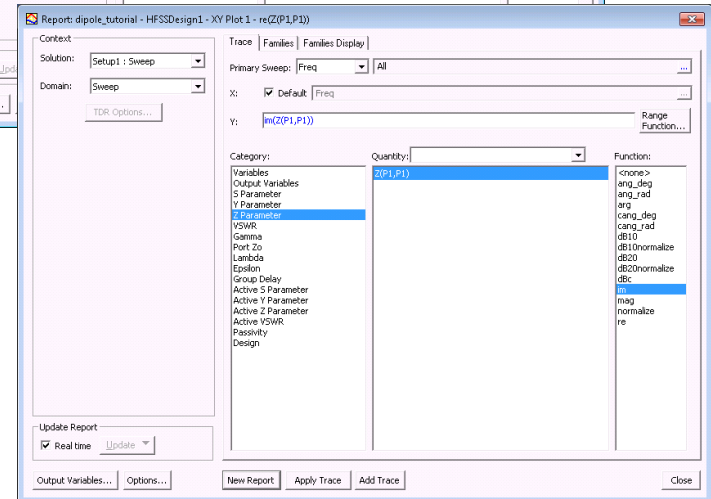 Report: dipole_tutorial - HFSSDesign1 - XY Plot 1 - re(Z(P1,P1))
Context
Solution: Setup1 : Sweep
Domain: Sweep
TDR Options...
Trace Families Families Display
Primary Sweep: Freq All ...
X: Default Freq ...
Y: im(Z(P1,P1)) Range Function...
Category:
Variables
Output Variables
S Parameter
Y Parameter
Z Parameter
VSWR
Gamma
Port Zo
Lambda
Epsilon
Group Delay
Active S Parameter
Active Y Parameter
Active Z Parameter
Active VSWR
Passivity
Design
Quantity:
Z(P1,P1)
Function:
<none>
ang_deg
ang_rad
arg
cang_deg
cang_rad
dB10
dB10normalize
dB20
dB20normalize
dBc
im
mag
normalize
re
Update Report
Real time Update
Output Variables... Options... New Report Apply Trace Add Trace Close